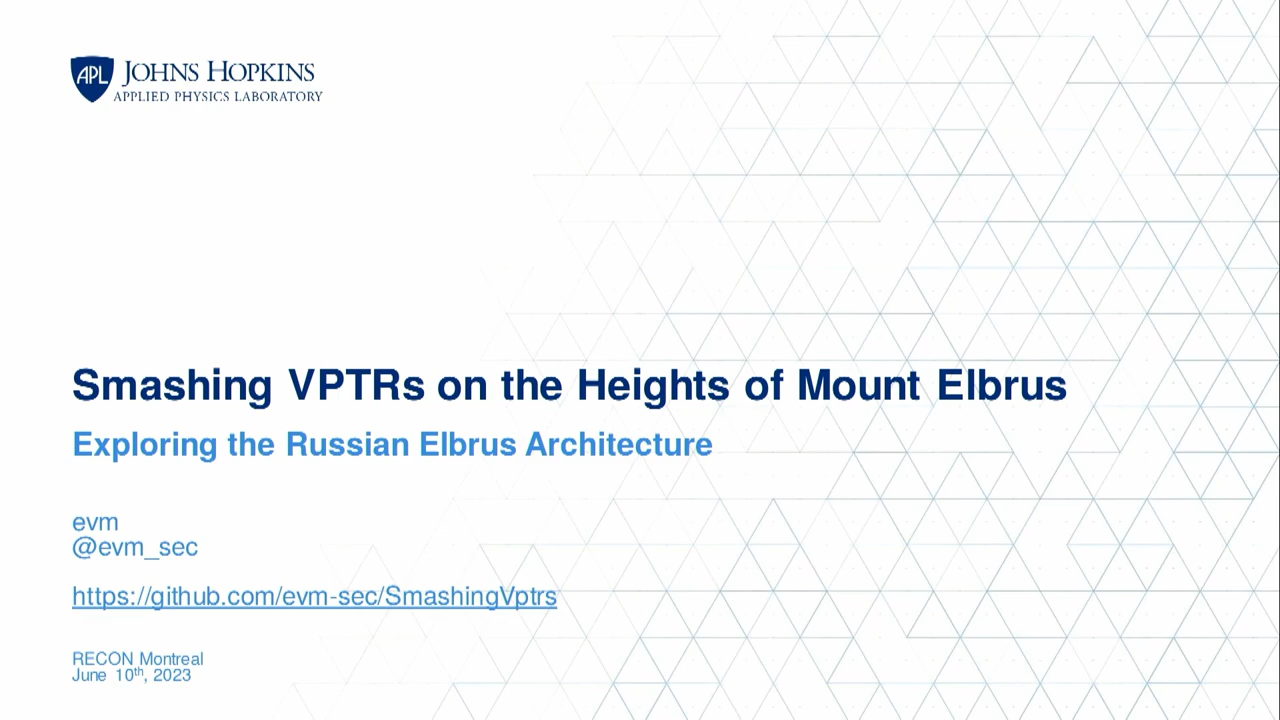 APL
JOHNS HOPKINS
APPLIED PHYSICS LABORATORY
Smashing VPTRs on the Heights of Mount Elbrus
Exploring the Russian Elbrus Architecture
evm
@evm_sec
https://github.com/evm-sec/SmashingVptrs
RECON Montreal
June 10th, 2023